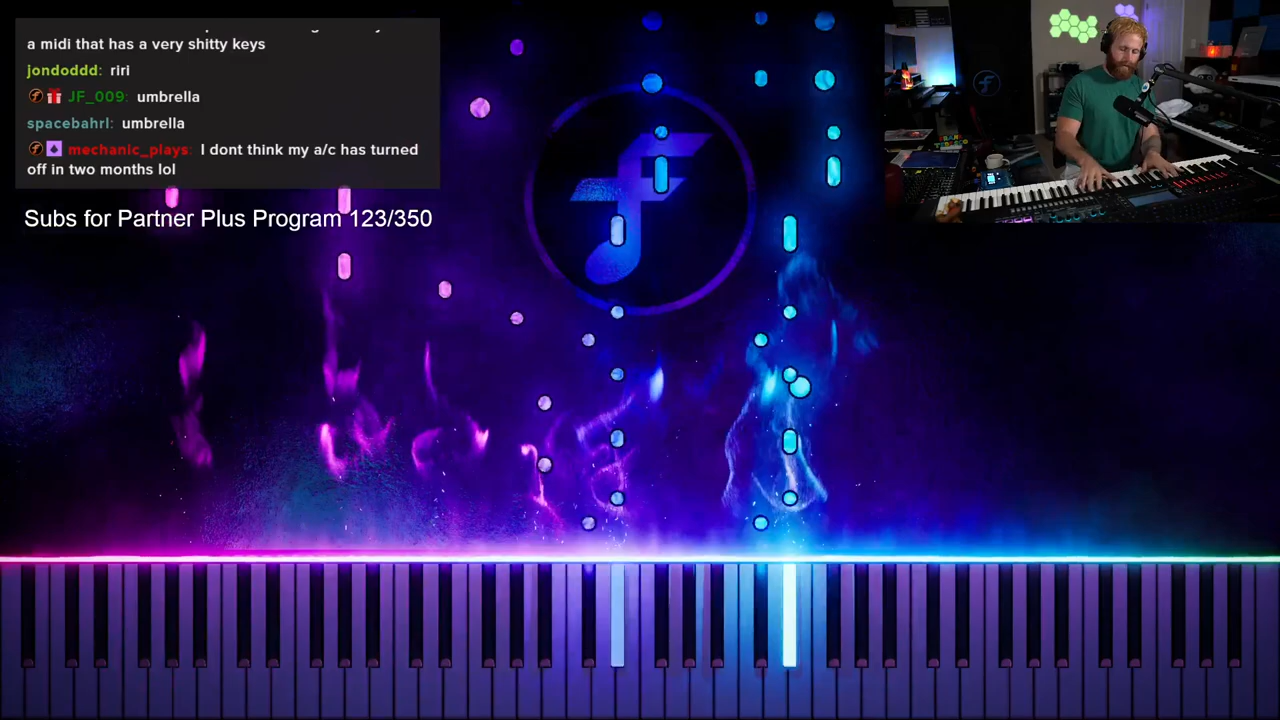 a midi that has a very shitty keys
jondoddd: riri
JF_009: umbrella
spacebahrl: umbrella
mechanic_plays: I dont think my a/c has turned
off in two months lol
Subs for Partner Plus Program 123/350